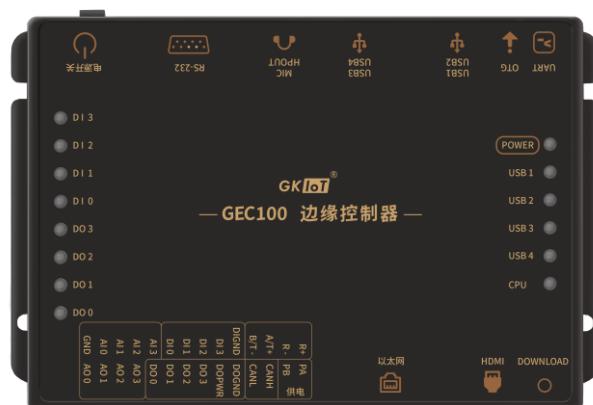 电源开关
RS-232
MIC
HPOUT
USB3
USB4
USB1
USB2
OTG
UART
DI 3
DI 2
DI 1
DI 0
DO 3
DO 2
DO 1
DO 0
GKIoT®
GEC100 边缘控制器
POWER
USB 1
USB 2
USB 3
USB 4
CPU
GND AI 0 AI 1 AI 2 AI 3 DI 0 DI 1 DI 2 DI 3 DIGND B/T- A/T+ R- R+
AO 0 AO 1 AO 2 AO 3 DO 0 DO 1 DO 2 DO 3 DOPWR DOGND CANL CANH PB PA
供电
以太网
HDMI
DOWNLOAD